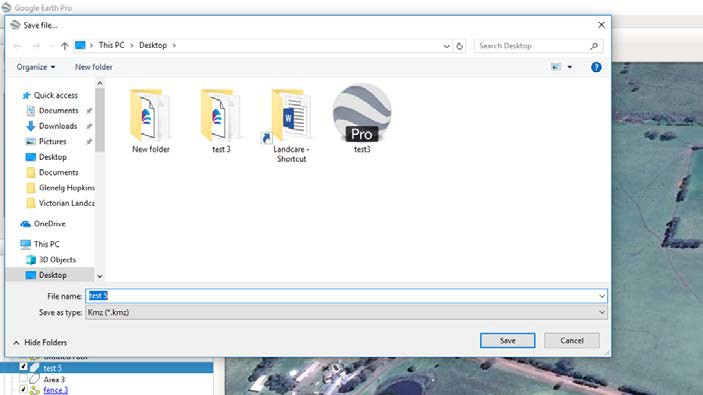 Google Earth Pro
Save file...
This PC > Desktop >
Search Desktop
Organize
New folder
Quick access
Documents
Downloads
Pictures
Desktop
Documents
Glenelg Hopkins
Victorian Landca
OneDrive
This PC
3D Objects
Desktop
New folder
test 3
Landcare -
Shortcut
Pro
test3
File name: test 5
Save as type: Kmz (*.kmz)
Hide Folders
Save
Cancel
Untitled Path
test 5
Area 3
fence 3